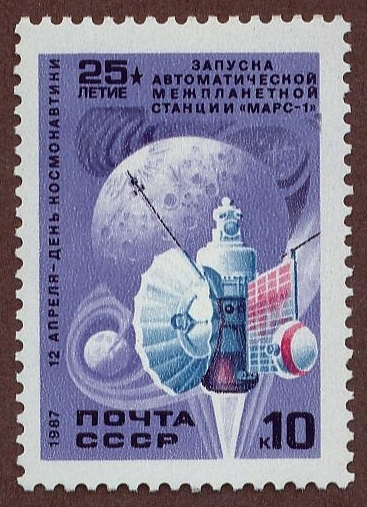 25★
ЛЕТИЕ
ЗАПУСКА
АВТОМАТИЧЕСКОЙ
МЕЖПЛАНЕТНОЙ
СТАНЦИИ «МАРС-1»
1987 12 АПРЕЛЯ-ДЕНЬ КОСМОНАВТИКИ
ПОЧТА
СССР
к10